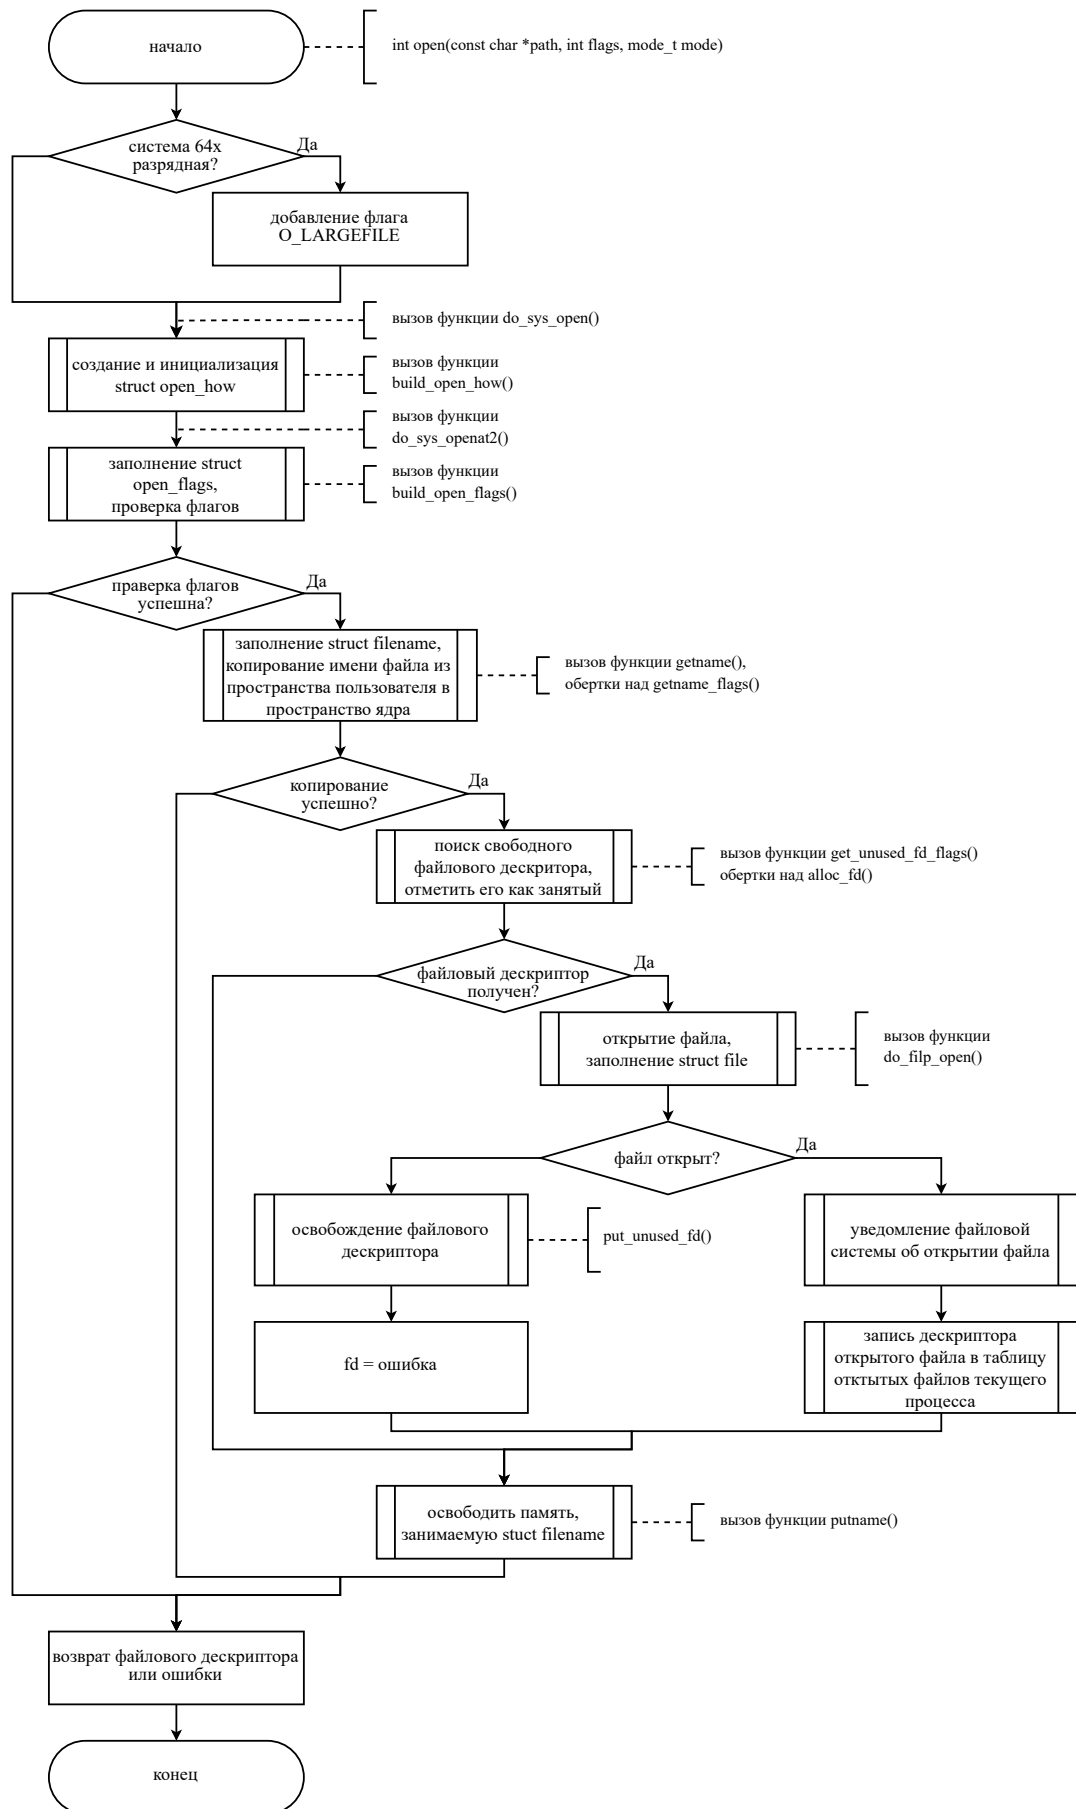 начало
int open(const char *path, int flags, mode_t mode)
система 64х
разрядная?
Да
добавление флага
O_LARGEFILE
вызов функции do_sys_open()
создание и инициализация
struct open_how
вызов функции
build_open_how()
вызов функции
do_sys_openat2()
заполнение struct
open_flags,
проверка флагов
вызов функции
build_open_flags()
праверка флагов
успешна?
Да
заполнение struct filename,
копирование имени файла из
пространства пользователя в
пространство ядра
вызов функции getname(),
обертки над getname_flags()
копирование
успешно?
Да
поиск свободного
файлового дескритора,
отметить его как занятый
вызов функции get_unused_fd_flags()
обертки над alloc_fd()
файловый дескриптор
получен?
Да
открытие файла,
заполнение struct file
вызов функции
do_filp_open()
файл открыт?
Да
освобождение файлового
дескриптора
put_unused_fd()
уведомление файловой
системы об открытии файла
fd = ошибка
запись дескриптора
открытого файла в таблицу
отктытых файлов текущего
процесса
освободить память,
занимаемую stuct filename
вызов функции putname()
возврат файлового дескриптора
или ошибки
конец